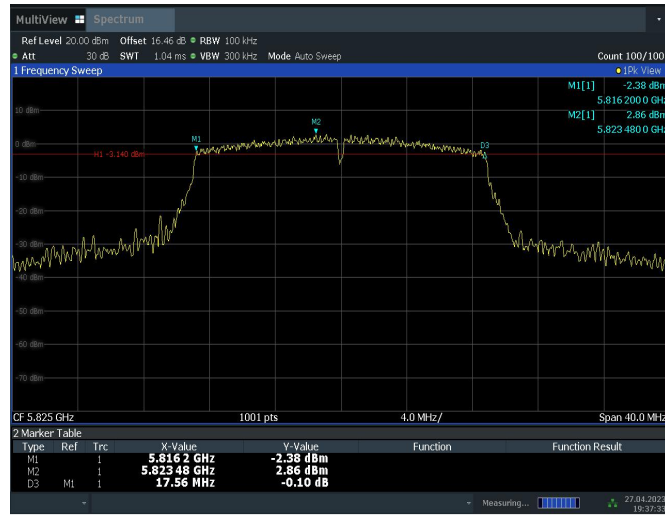 MultiView Spectrum
Ref Level 20.00 dBm Offset 16.46 dB RBW 100 kHz
Att 30 dB SWT 1.04 ms VBW 300 kHz Mode Auto Sweep Count 100/100
1 Frequency Sweep 1Pk View
M1[1] -2.38 dBm
5.816 200 0 GHz
10 dBm M2[1] 2.86 dBm
M2 5.823 480 0 GHz
0 dBm M1 D3
H1 -3.140 dBm
-10 dBm
-20 dBm
-30 dBm
-40 dBm
-50 dBm
-60 dBm
-70 dBm
CF 5.825 GHz 1001 pts 4.0 MHz/ Span 40.0 MHz
2 Marker Table
Type Ref Trc X-Value Y-Value Function Function Result
M1 1 5.816 2 GHz -2.38 dBm
M2 1 5.823 48 GHz 2.86 dBm
D3 M1 1 17.56 MHz -0.10 dB
Measuring... 27.04.2023
19:37:33